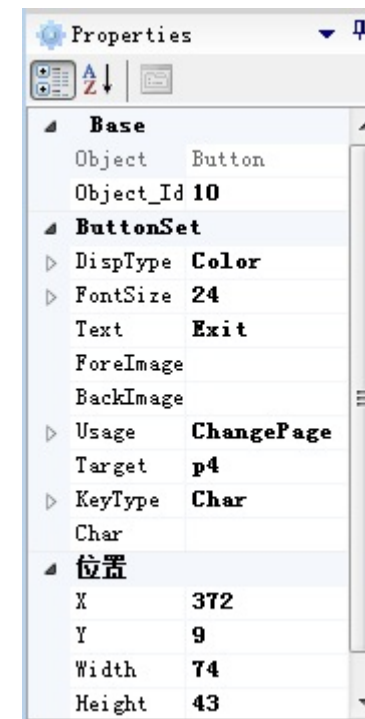 Properties
Base
Object Button
Object_Id 10
ButtonSet
DispType Color
FontSize 24
Text Exit
ForeImage
BackImage
Usage ChangePage
Target p4
KeyType Char
Char
位置
X 372
Y 9
Width 74
Height 43